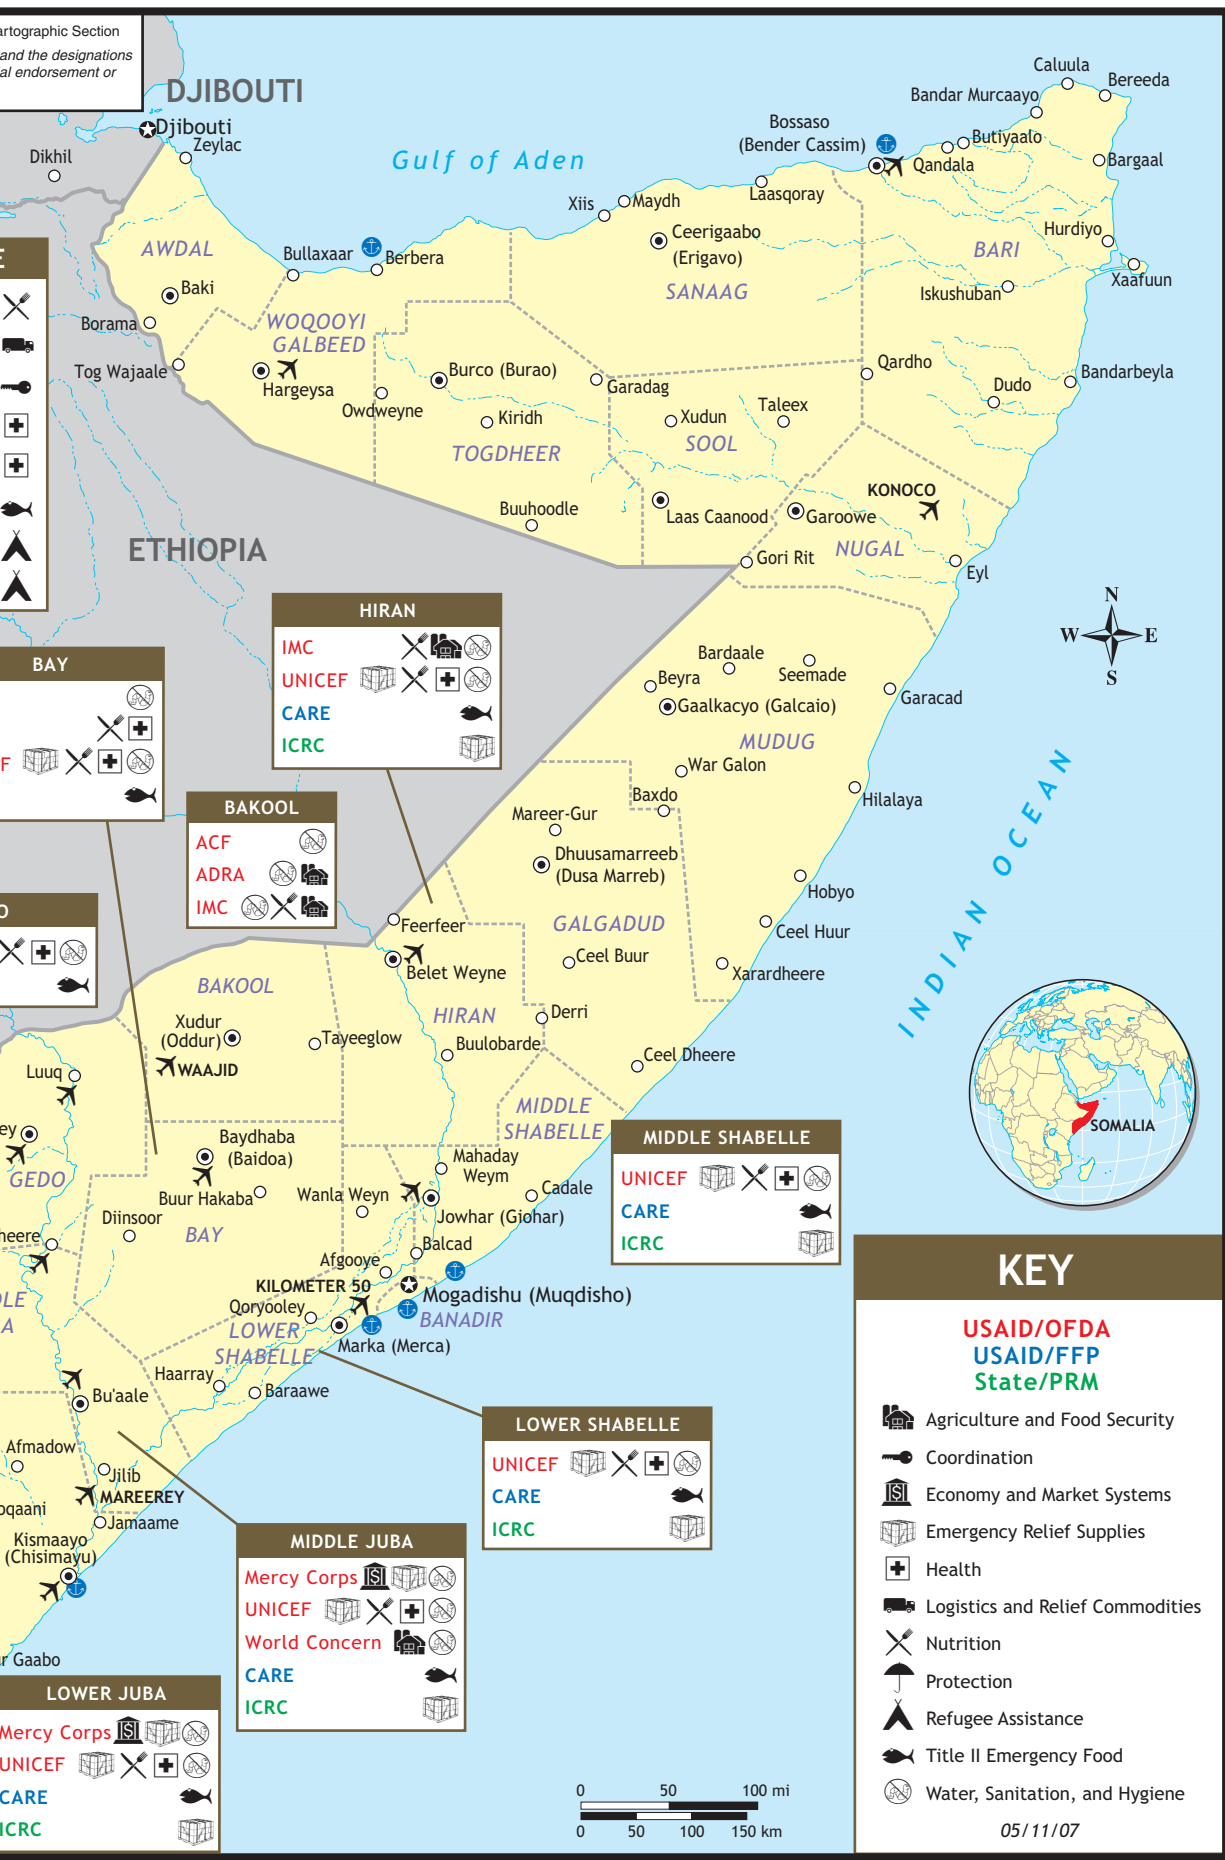 artographic Section
and the designations
al endorsement or
DJIBOUTI
Djibouti
Zeylac
Dikhil
Gulf of Aden
Caluula
Bereeda
Bandar Murcaayo
Bossaso
(Bender Cassim)
Butiyaalo
Qandala
Bargaal
Laasqoray
Xiis
Maydh
Ceerigaabo
(Erigavo)
SANAAG
BARI
Hurdiyo
Xaafuun
Iskushuban
AWDAL
Bullaxaar
Berbera
Baki
Borama
WOQOOYI
GALBEED
Tog Wajaale
Hargeysa
Owdweyne
Burco (Burao)
Garadag
Kiridh
TOGDHEER
Xudun
Taleex
SOOL
Qardho
Dudo
Bandarbeyla
Buuhoodle
Laas Caanood
Garoowe
KONOCO
NUGAL
Gori Rit
Eyl
ETHIOPIA
N
W
E
S
E
HIRAN
IMC
UNICEF
CARE
ICRC
BAY
F
BAKOOL
ACF
ADRA
IMC
O
Bardaale
Seemade
Beyra
Gaalkacyo (Galcaio)
Garacad
MUDUG
War Galon
Baxdo
Hilalaya
Mareer-Gur
Dhuusamarreeb
(Dusa Marreb)
Hobyo
GALGADUD
Ceel Huur
Ceel Buur
Xarardheere
INDIAN OCEAN
Feerfeer
Belet Weyne
BAKOOL
HIRAN
Derri
Xudur
(Oddur)
Tayeeglow
Buulobarde
Ceel Dheere
WAAJID
Luuq
ey
GEDO
MIDDLE
SHABELLE
Baydhaba
(Baidoa)
Mahaday
Weym
Buur Hakaba
Wanla Weyn
Cadale
Jowhar (Giohar)
Diinsoor
BAY
heere
Balcad
Afgooye
KILOMETER 50
Mogadishu (Muqdisho)
BANADIR
Qoryooley
LOWER
SHABELLE
Marka (Merca)
DLE
A
Haarray
Baraawe
Bu'aale
Afmadow
Jilib
MAREEREY
oqaani
Jamaame
Kismaayo
(Chisimayu)
r Gaabo
MIDDLE SHABELLE
UNICEF
CARE
ICRC
SOMALIA
LOWER SHABELLE
UNICEF
CARE
ICRC
MIDDLE JUBA
Mercy Corps
UNICEF
World Concern
CARE
ICRC
LOWER JUBA
Mercy Corps
UNICEF
CARE
ICRC
0 50 100 mi
0 50 100 150 km
KEY
USAID/OFDA
USAID/FFP
State/PRM
Agriculture and Food Security
Coordination
Economy and Market Systems
Emergency Relief Supplies
Health
Logistics and Relief Commodities
Nutrition
Protection
Refugee Assistance
Title II Emergency Food
Water, Sanitation, and Hygiene
05/11/07